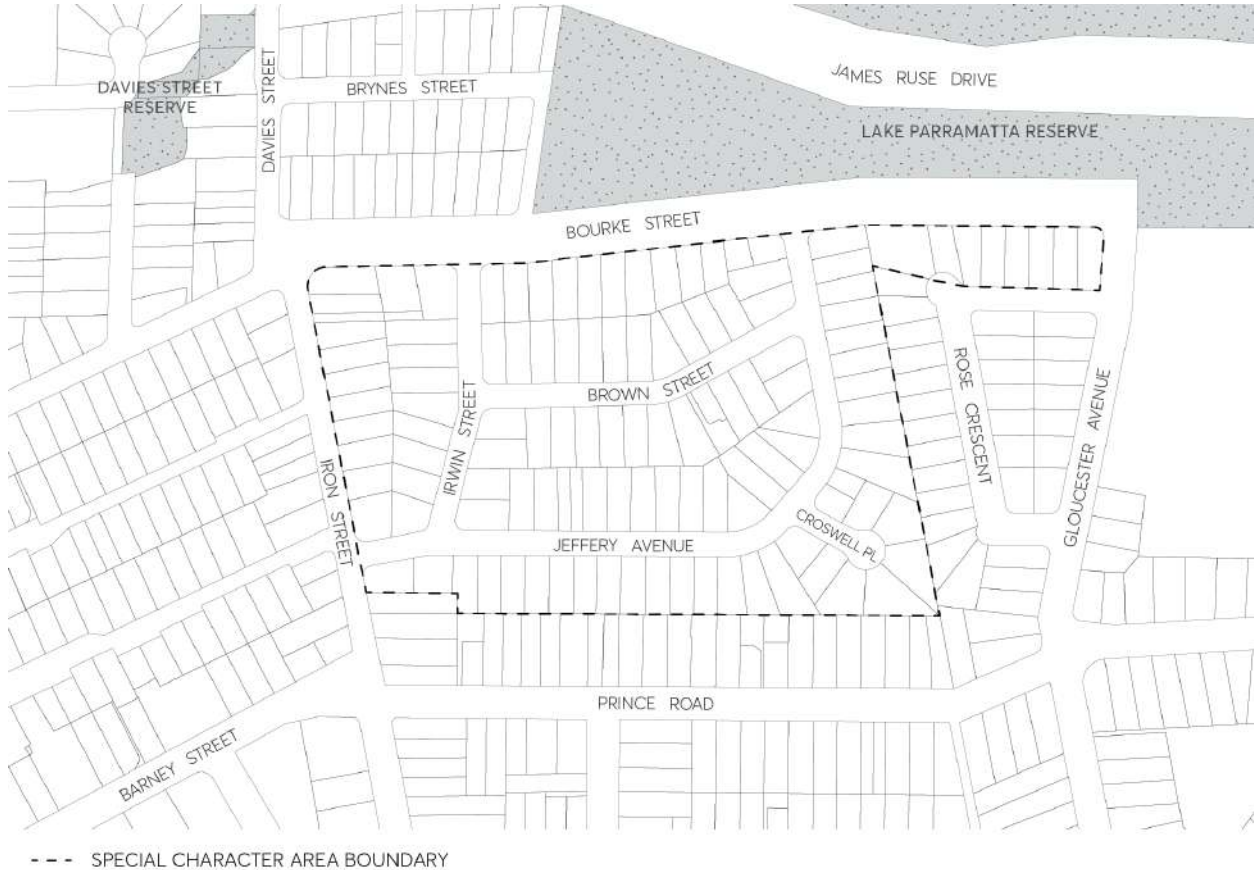 JAMES RUSE DRIVE
DAVIES STREET
RESERVE
DAVIES STREET
BRYNES STREET
LAKE PARRAMATTA RESERVE
BOURKE STREET
BROWN STREET
ROSE CRESCENT
GLOUCESTER AVENUE
IRWIN STREET
IRON STREET
CROSWELL PL
JEFFERY AVENUE
PRINCE ROAD
BARNEY STREET
SPECIAL CHARACTER AREA BOUNDARY